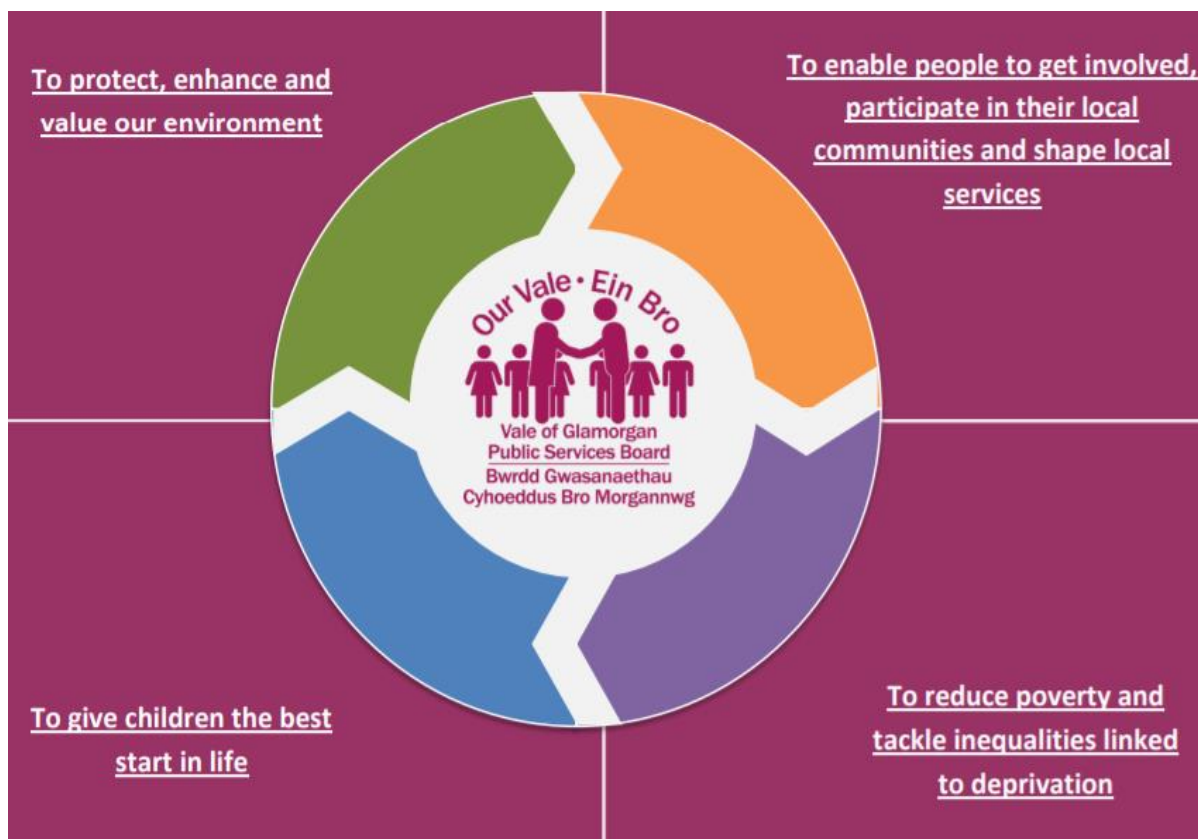 To protect, enhance and
value our environment
To enable people to get involved,
participate in their local
communities and shape local
services
Our Vale • Ein Bro
Vale of Glamorgan
Public Services Board
Bwrdd Gwasanaethau
Cyhoeddus Bro Morgannwg
To give children the best
start in life
To reduce poverty and
tackle inequalities linked
to deprivation